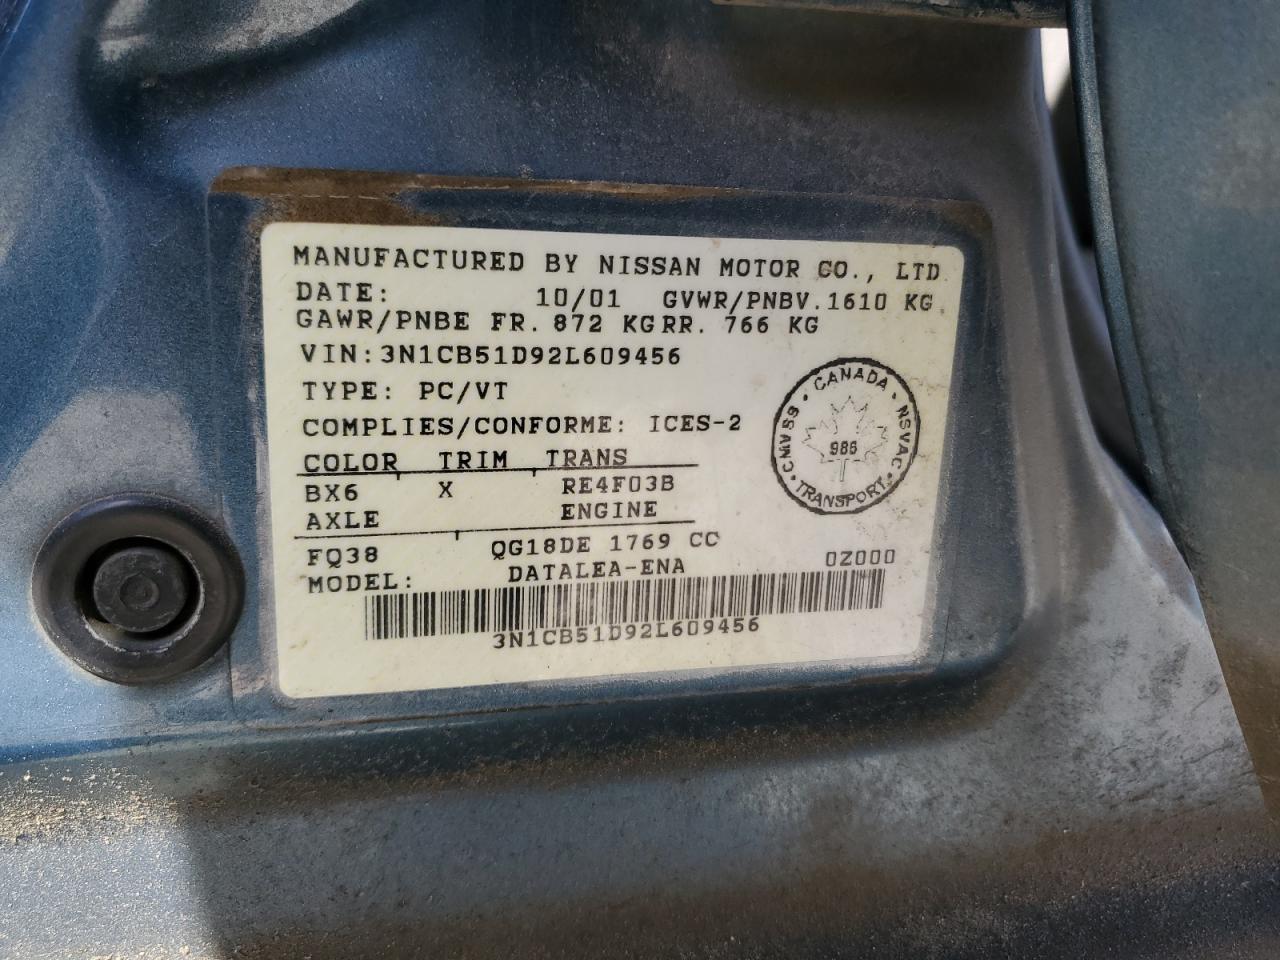 MANUFACTURED BY NISSAN MOTOR CO., LTD
DATE: 10/01 GVWR/PNBV.1610 KG
GAWR/PNBE FR. 872 KG RR. 766 KG
VIN:3N1CB51D92L609456
TYPE: PC/VT
COMPLIES/CONFORME: ICES-2
CANADA · NSVAC · TRANSPORT · CMVSS ·
986
COLOR, TRIM, TRANS
BX6 X RE4F03B
AXLE, ENGINE
FQ38 QG18DE 1769 CC
MODEL: DATALEA-ENA 0Z000
3N1CB51D92L609456